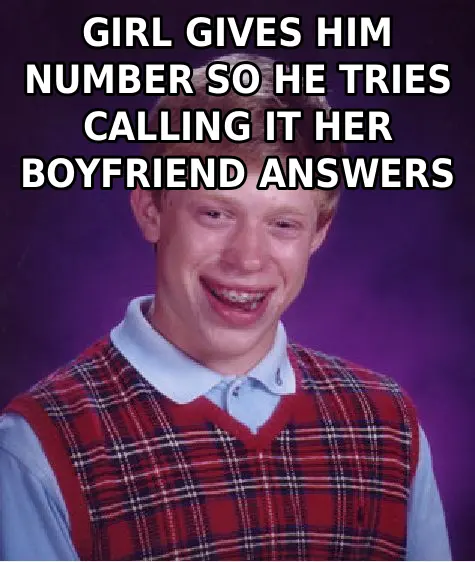 GIRL GIVES HIM
NUMBER SO HE TRIES
CALLING IT HER
BOYFRIEND ANSWERS